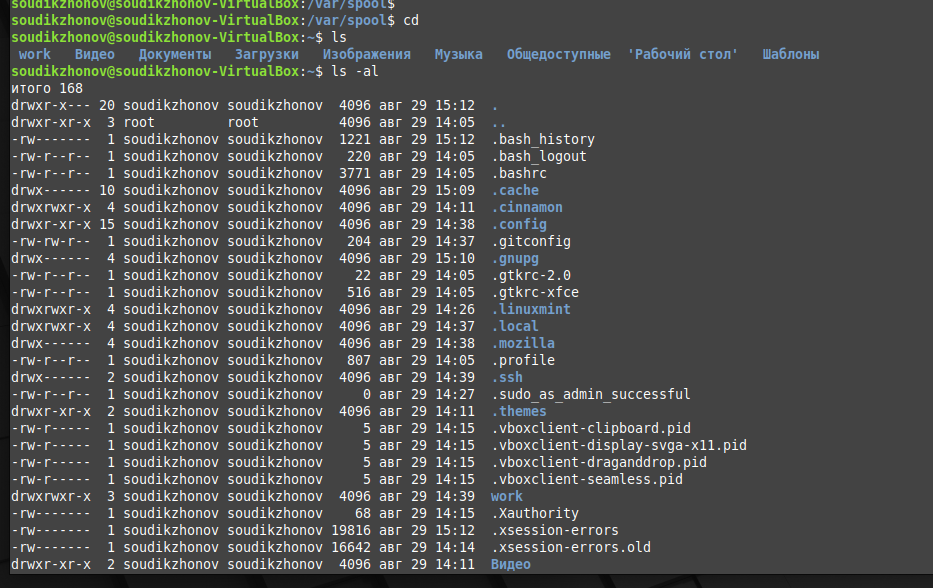 soudikzhonov@soudikzhonov-VirtualBox:/var/spool$
soudikzhonov@soudikzhonov-VirtualBox:/var/spool$ cd
soudikzhonov@soudikzhonov-VirtualBox:~$ ls
work Видео Документы Загрузки Изображения Музыка Общедоступные 'Рабочий стол' Шаблоны
soudikzhonov@soudikzhonov-VirtualBox:~$ ls -al
итого 168
drwxr-x--- 20 soudikzhonov soudikzhonov 4096 авг 29 15:12 .
drwxr-xr-x 3 root root 4096 авг 29 14:05 ..
-rw------- 1 soudikzhonov soudikzhonov 1221 авг 29 15:12 .bash_history
-rw-r--r-- 1 soudikzhonov soudikzhonov 220 авг 29 14:05 .bash_logout
-rw-r--r-- 1 soudikzhonov soudikzhonov 3771 авг 29 14:05 .bashrc
drwx------ 10 soudikzhonov soudikzhonov 4096 авг 29 15:09 .cache
drwxrwxr-x 4 soudikzhonov soudikzhonov 4096 авг 29 14:11 .cinnamon
drwxr-xr-x 15 soudikzhonov soudikzhonov 4096 авг 29 14:38 .config
-rw-rw-r-- 1 soudikzhonov soudikzhonov 204 авг 29 14:37 .gitconfig
drwx------ 4 soudikzhonov soudikzhonov 4096 авг 29 15:10 .gnupg
-rw-r--r-- 1 soudikzhonov soudikzhonov 22 авг 29 14:05 .gtkrc-2.0
-rw-r--r-- 1 soudikzhonov soudikzhonov 516 авг 29 14:05 .gtkrc-xfce
drwxrwxr-x 4 soudikzhonov soudikzhonov 4096 авг 29 14:26 .linuxmint
drwxrwxr-x 4 soudikzhonov soudikzhonov 4096 авг 29 14:37 .local
drwx------ 4 soudikzhonov soudikzhonov 4096 авг 29 14:38 .mozilla
-rw-r--r-- 1 soudikzhonov soudikzhonov 807 авг 29 14:05 .profile
drwx------ 2 soudikzhonov soudikzhonov 4096 авг 29 14:39 .ssh
-rw-r--r-- 1 soudikzhonov soudikzhonov 0 авг 29 14:27 .sudo_as_admin_successful
drwxr-xr-x 2 soudikzhonov soudikzhonov 4096 авг 29 14:11 .themes
-rw-r----- 1 soudikzhonov soudikzhonov 5 авг 29 14:15 .vboxclient-clipboard.pid
-rw-r----- 1 soudikzhonov soudikzhonov 5 авг 29 14:15 .vboxclient-display-svga-x11.pid
-rw-r----- 1 soudikzhonov soudikzhonov 5 авг 29 14:15 .vboxclient-draganddrop.pid
-rw-r----- 1 soudikzhonov soudikzhonov 5 авг 29 14:15 .vboxclient-seamless.pid
drwxrwxr-x 3 soudikzhonov soudikzhonov 4096 авг 29 14:39 work
-rw------- 1 soudikzhonov soudikzhonov 68 авг 29 14:15 .Xauthority
-rw------- 1 soudikzhonov soudikzhonov 19816 авг 29 15:12 .xsession-errors
-rw------- 1 soudikzhonov soudikzhonov 16642 авг 29 14:14 .xsession-errors.old
drwxr-xr-x 2 soudikzhonov soudikzhonov 4096 авг 29 14:11 Видео